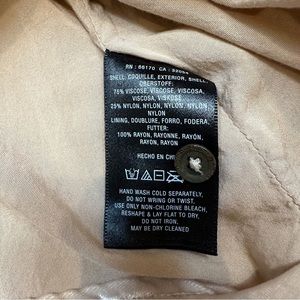 RN : 66170 CA : 32054
SHELL, COQUILLE, EXTERIOR, SHELL,
OBERSTOFF:
75% VISCOSE, VISCOSE, VISCOSA,
VISCOSA, VISKOSE
25% NYLON, NYLON, NYLON, NYLON
NYLON
LINING, DOUBLURE, FORRO, FODERA,
FUTTER:
100% RAYON, RAYONNE, RAYÓN,
RAYON, RAYON
HECHO EN
HAND WASH COLD SEPARATELY,
DO NOT WRING OR TWIST,
USE ONLY NON-CHLORINE BLEACH,
RESHAPE & LAY FLAT TO DRY,
DO NOT IRON,
MAY BE DRY CLEANED